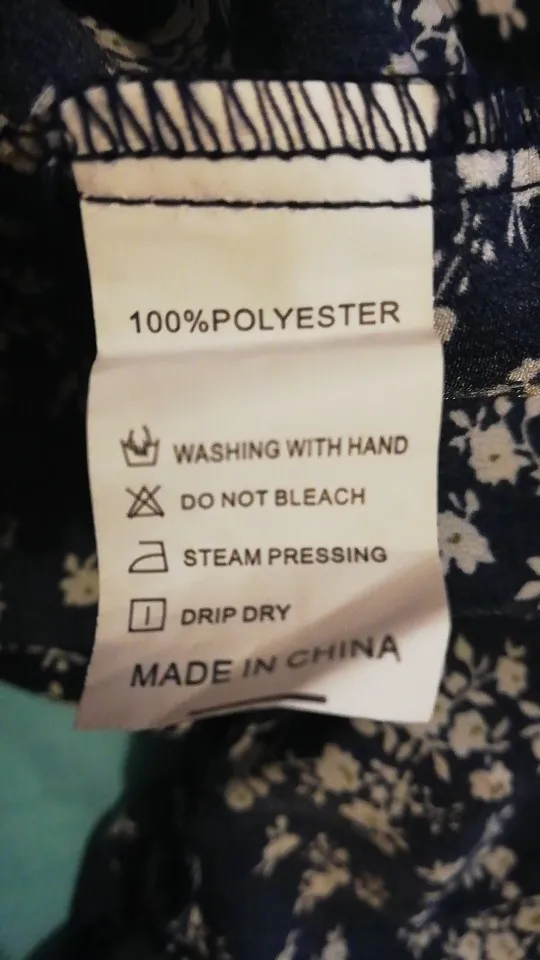 100%POLYESTER
WASHING WITH HAND
DO NOT BLEACH
STEAM PRESSING
DRIP DRY
MADE IN CHINA